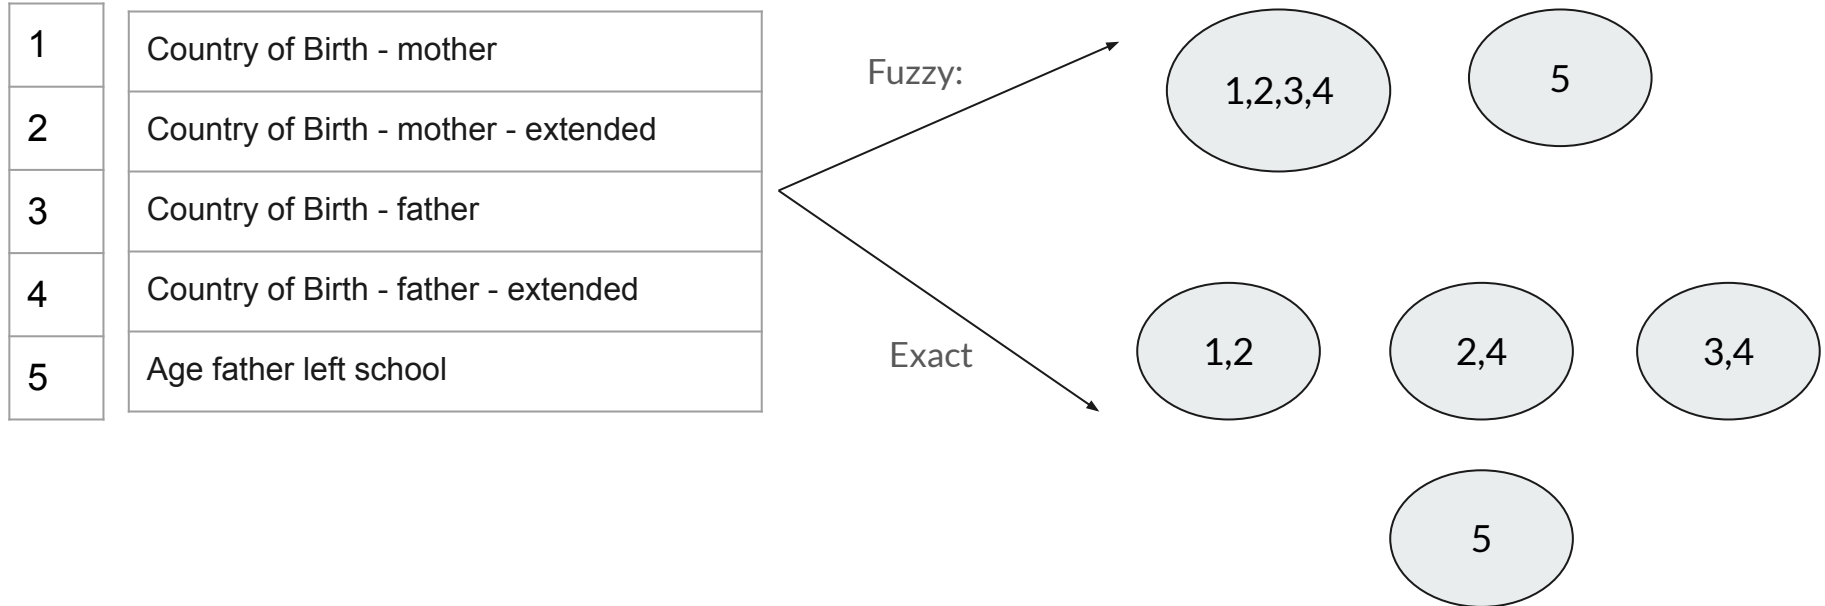 1 Country of Birth - mother
2 Country of Birth - mother - extended
3 Country of Birth - father
4 Country of Birth - father - extended
5 Age father left school
Fuzzy:
1,2,3,4
5
Exact
1,2
2,4
3,4
5